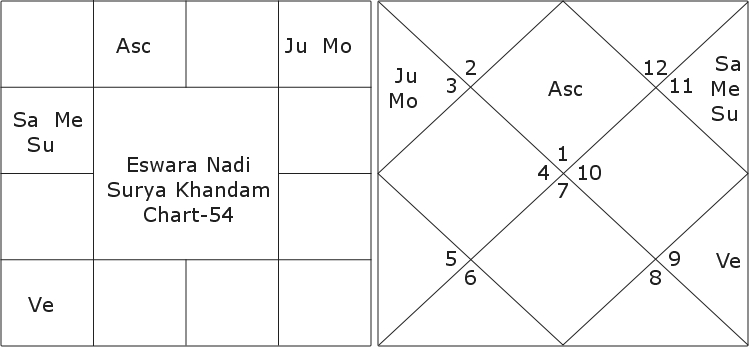 Asc
Ju Mo
Sa Me
Su
Eswara Nadi
Surya Khandam
Chart-54
Ve
2
12
Ju
3
Asc
11
Sa
Mo
Me
Su
1
4
10
7
5
9
Ve
6
8